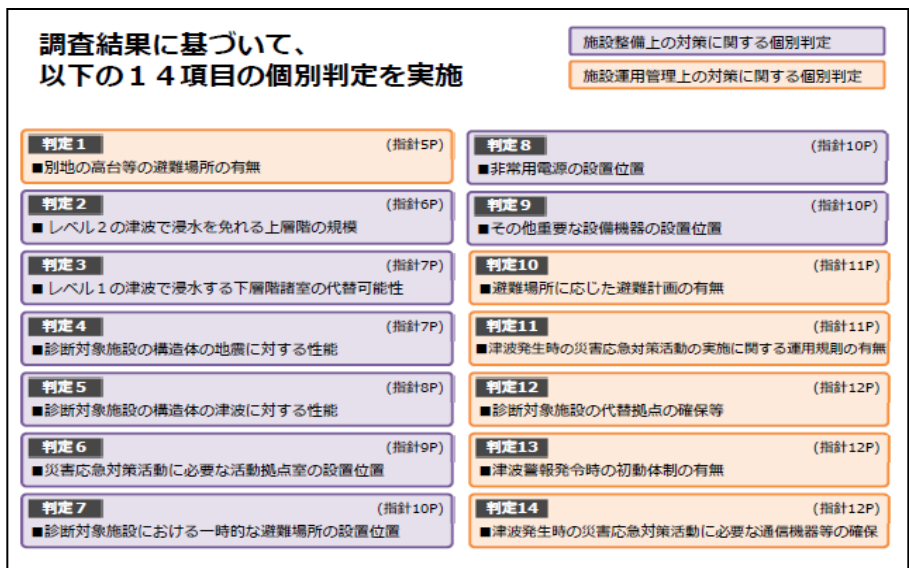 調査結果に基づいて、
以下の１４項目の個別判定を実施
施設整備上の対策に関する個別判定
施設運用管理上の対策に関する個別判定
判定１ (指針5P)
■別地の高台等の避難場所の有無
判定２ (指針6P)
■ レベル２の津波で浸水を免れる上層階の規模
判定３ (指針7P)
■ レベル１の津波で浸水する下層階諸室の代替可能性
判定４ (指針7P)
■診断対象施設の構造体の地震に対する性能
判定５ (指針8P)
■診断対象施設の構造体の津波に対する性能
判定６ (指針9P)
■災害応急対策活動に必要な活動拠点室の設置位置
判定７ (指針10P)
■診断対象施設における一時的な避難場所の設置位置
判定８ (指針10P)
■非常用電源の設置位置
判定９ (指針10P)
■その他重要な設備機器の設置位置
判定10 (指針11P)
■避難場所に応じた避難計画の有無
判定11 (指針11P)
■津波発生時の災害応急対策活動の実施に関する運用規則の有無
判定12 (指針12P)
■診断対象施設の代替拠点の確保等
判定13 (指針12P)
■津波警報発令時の初動体制の有無
判定14 (指針12P)
■津波発生時の災害応急対策活動に必要な通信機器等の確保